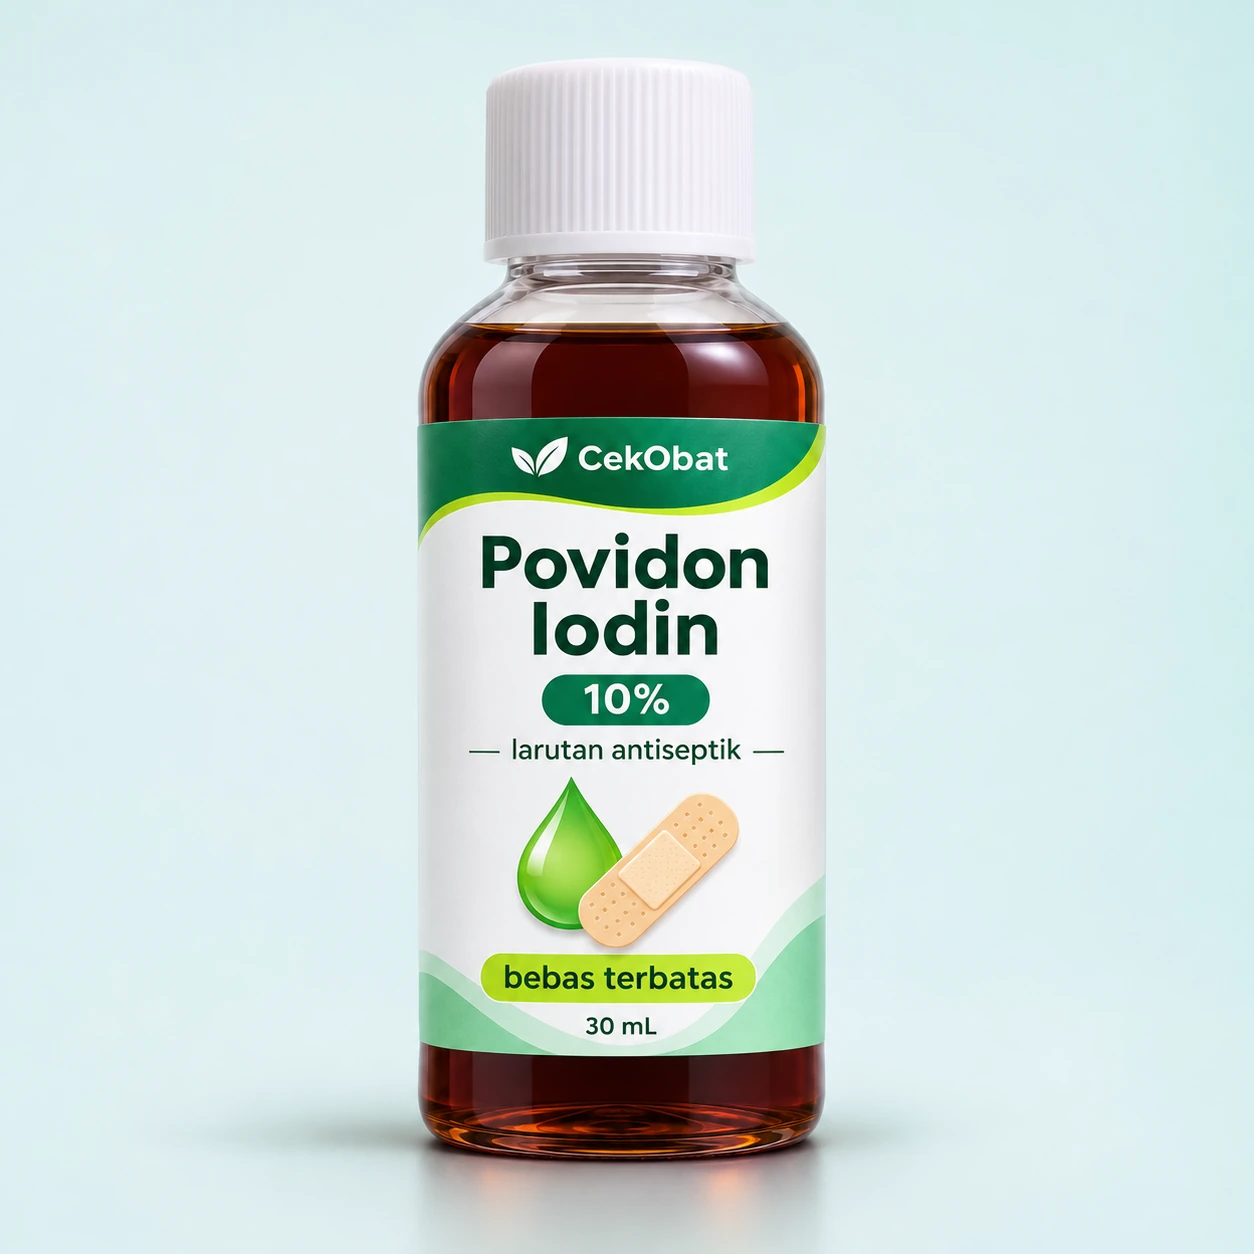 CekObat
Povidon
Iodin
10%
larutan antiseptik
bebas terbatas
30 mL